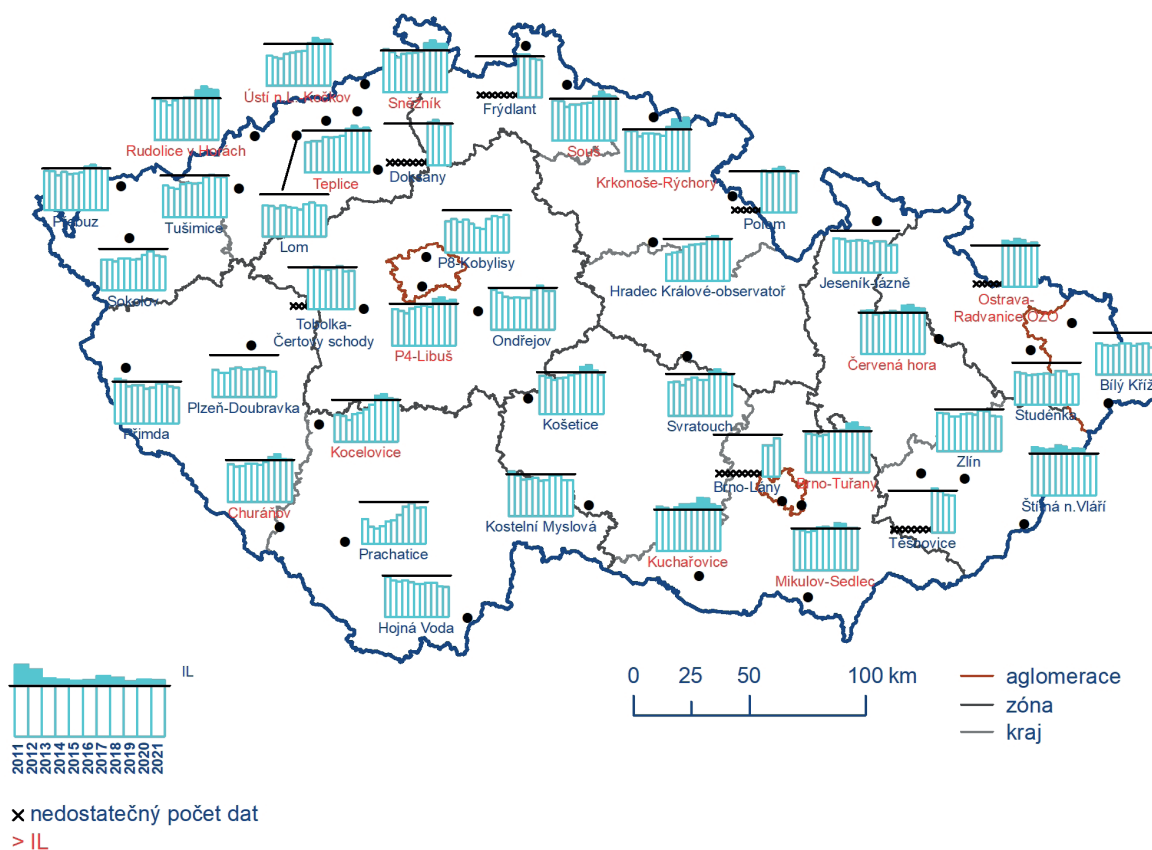 Ústí n.L.-Kočkov
Sněžník
Frýdlant
Rudolice v Horách
Souš
Teplice
Doksany
Krkonoše-Rýchory
Přebuz
Tušimice
Lom
Polom
P8-Kobylisy
Sokolov
Hradec Králové-observatoř
Jeseník-lázně
Ostrava-
Radvanice OZO
Tobolka-
Čertovy schody
P4-Libuš
Ondřejov
Červená hora
Bílý Kříž
Plzeň-Doubravka
Studénka
Přimda
Košetice
Svratouch
Kocelovice
Zlín
Brno-Lány
Brno-Tuřany
Churáňov
Štítná n.Vláří
Kostelní Myslová
Prachatice
Těšnovice
Kuchařovice
Mikulov-Sedlec
Hojná Voda
IL
2011
2012
2013
2014
2015
2016
2017
2018
2019
2020
2021
0 25 50 100 km
aglomerace
zóna
kraj
nedostatečný počet dat
> IL